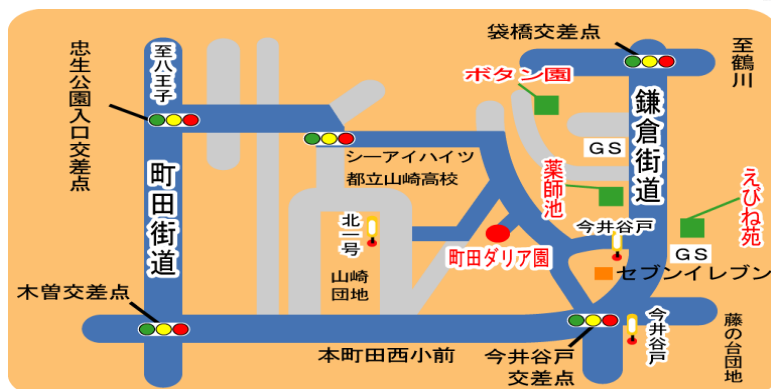 忠生公園入口交差点
至八王子
町田街道
木曽交差点
シーアイハイツ
都立山崎高校
北一号
山崎
団地
本町田西小前
ボタン園
袋橋交差点
至鶴川
鎌倉街道
GS
薬師池
えびね苑
今井谷戸
GS
町田ダリア園
セブンイレブン
今井谷戸
交差点
今井谷戸
藤の台団地